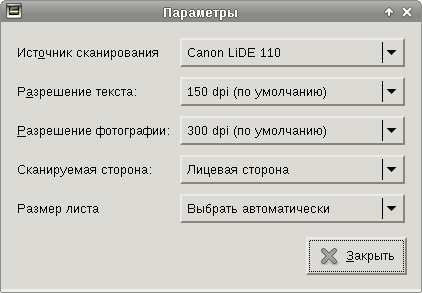 Параметры
Источник сканирования
Canon LiDE 110
Разрешение текста:
150 dpi (по умолчанию)
Разрешение фотографии:
300 dpi (по умолчанию)
Сканируемая сторона:
Лицевая сторона
Размер листа
Выбрать автоматически
Закрыть